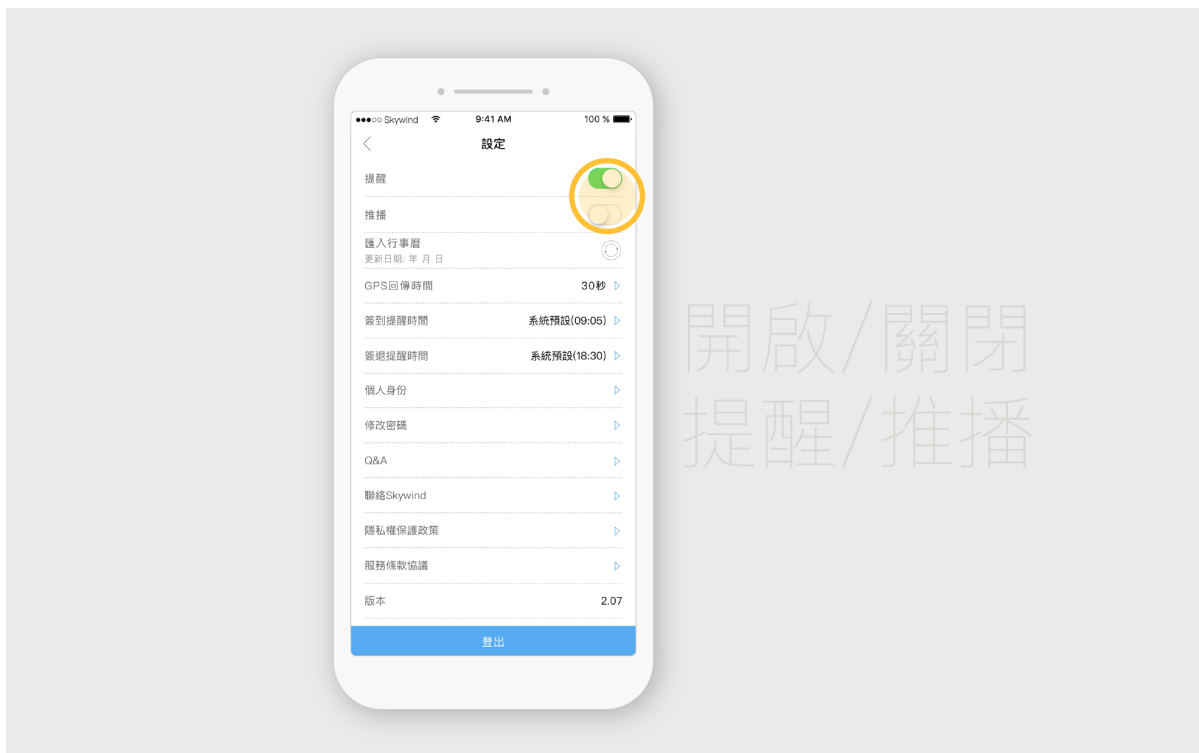 Skywind 9:41 AM 100 %
設定
提醒
推播
匯入行事曆
更新日期: 年 月 日
GPS回傳時間 30秒
簽到提醒時間 系統預設(09:05)
簽退提醒時間 系統預設(18:30)
個人身份
修改密碼
Q&A
聯絡Skywind
隱私權保護政策
服務條款協議
版本 2.07
登出
開啟/關閉
提醒/推播